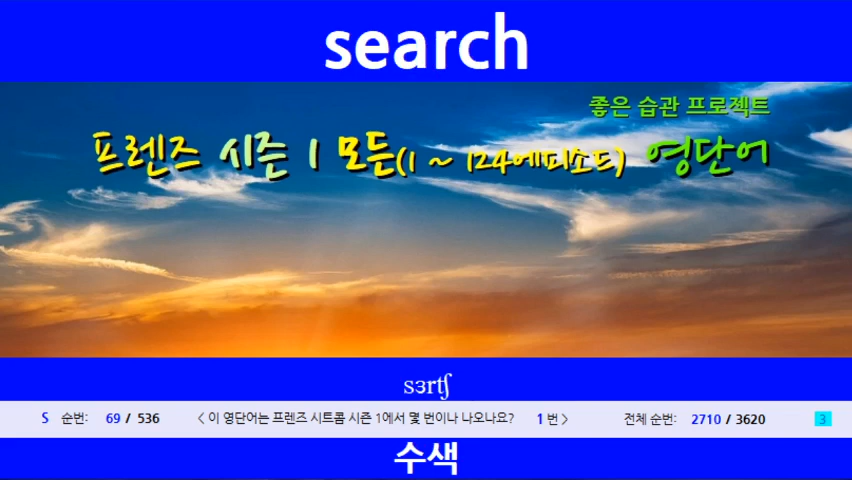 search
좋은 습관 프로젝트
프렌즈 시즌 1 모든(1 ~ 124에피소드) 영단어
sɜrtʃ
S 순번: 69 / 536 < 이 영단어는 프렌즈 시트콤 시즌 1에서 몇 번이나 나오나요? 1 번 > 전체 순번: 2710 / 3620 3
수색